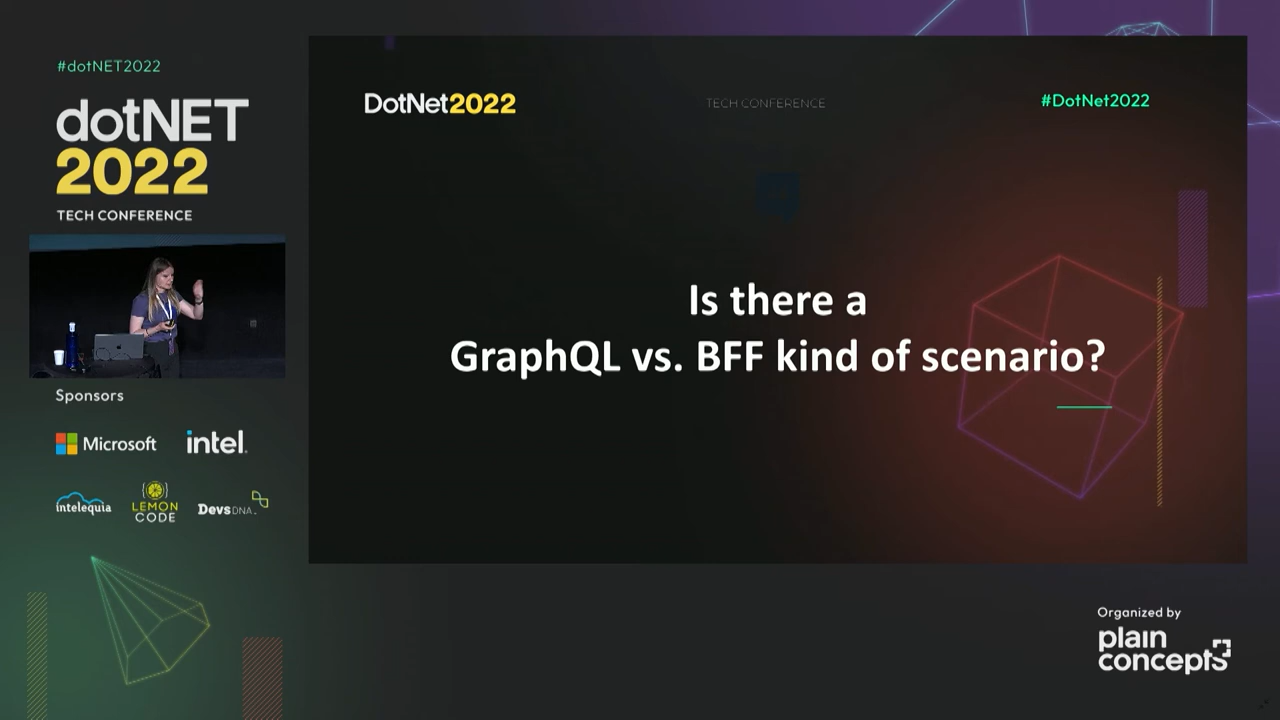 #dotNET2022
dotNET
2022
TECH CONFERENCE
Sponsors
Microsoft
intel.
intelequia
LEMON
CODE
DevsDNA
DotNet2022
TECH CONFERENCE
#DotNet2022
Is there a
GraphQL vs. BFF kind of scenario?
Organized by
plain
concepts